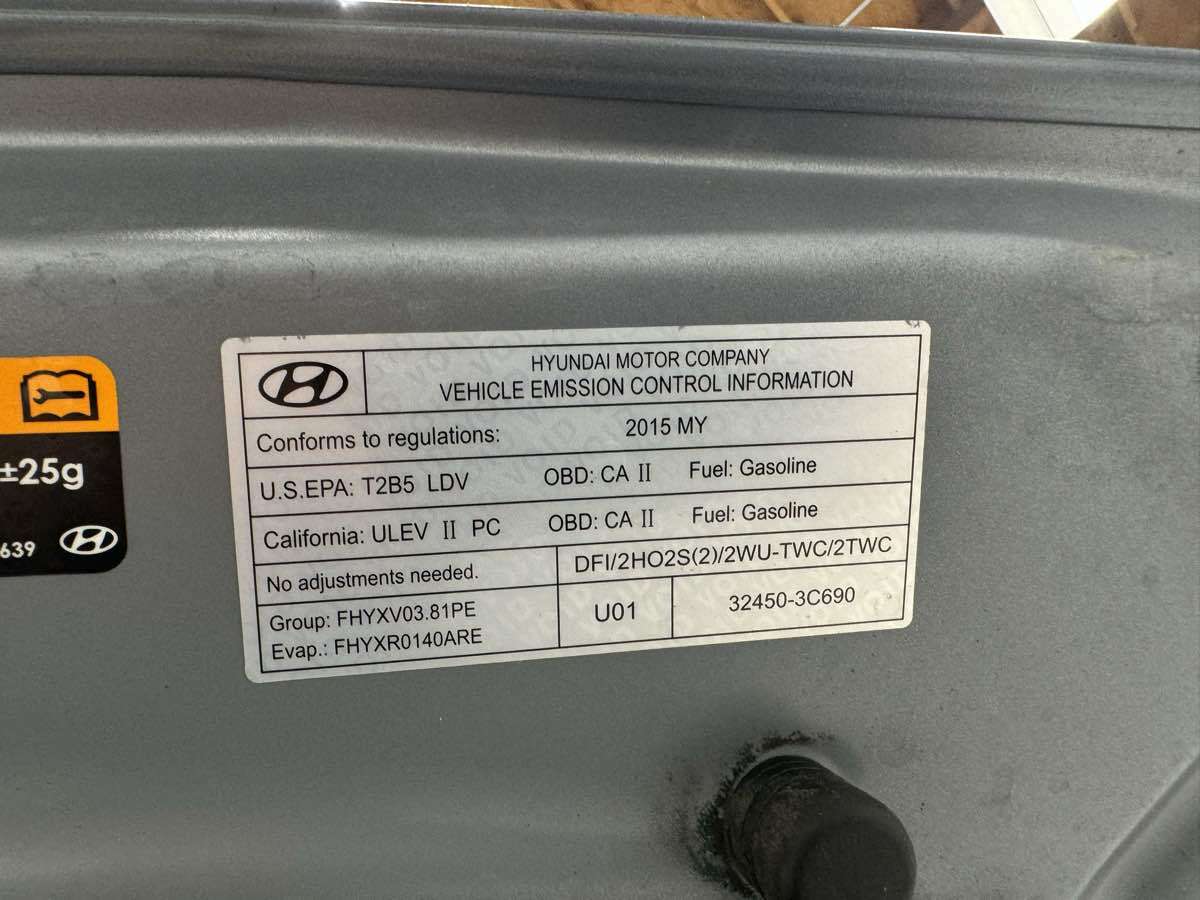 ±25g
639
HYUNDAI MOTOR COMPANY
VEHICLE EMISSION CONTROL INFORMATION
Conforms to regulations: 2015 MY
U.S.EPA: T2B5 LDV OBD: CA II Fuel: Gasoline
California: ULEV II PC OBD: CA II Fuel: Gasoline
No adjustments needed. DFI/2HO2S(2)/2WU-TWC/2TWC
Group: FHYXV03.81PE
Evap.: FHYXR0140ARE
U01 32450-3C690